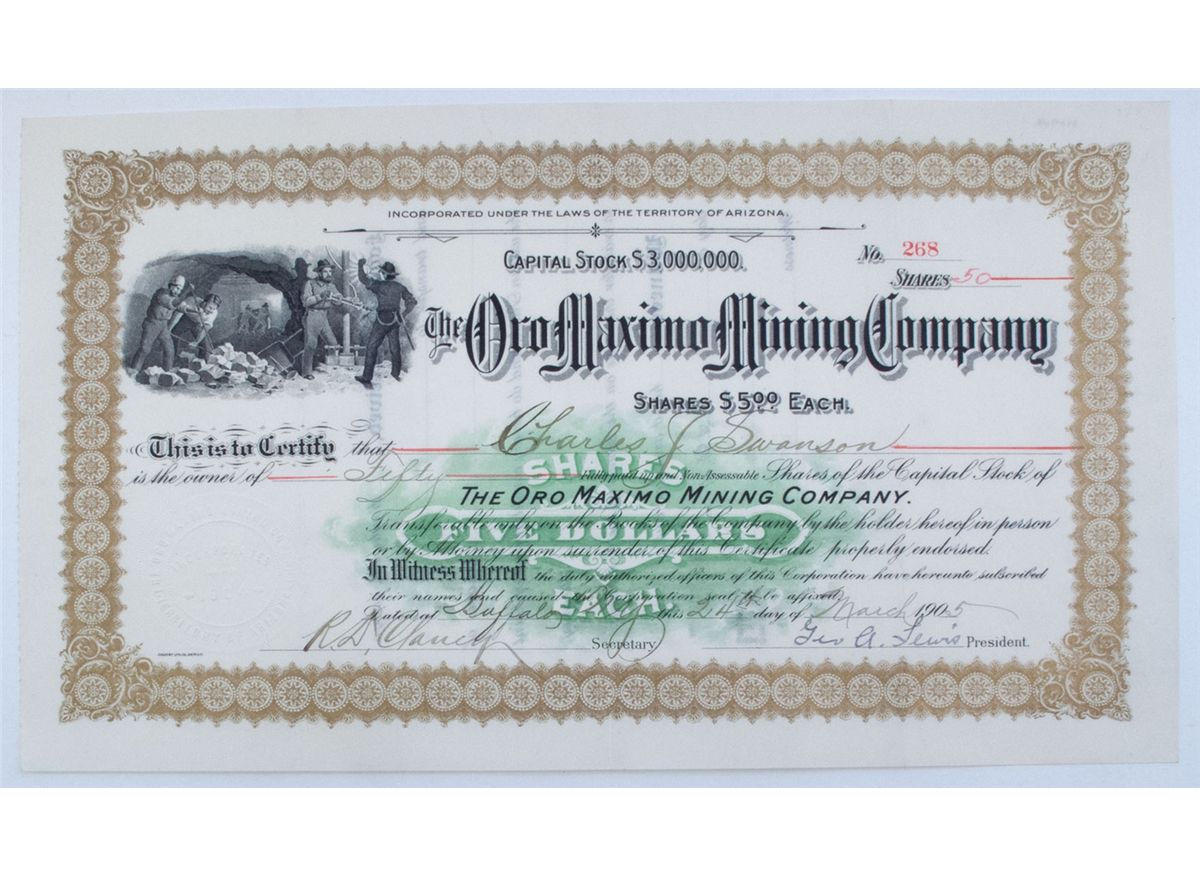 INCORPORATED UNDER THE LAWS OF THE TERRITORY OF ARIZONA.
CAPITAL STOCK $3,000,000.
No. 268
SHARES 50
The Oro Maximo Mining Company
SHARES $5.00 EACH.
This is to Certify that Charles J Swanson
is the owner of Fifty Fully paid up and Non-Assessable Shares of the Capital Stock of
SHARES
THE ORO MAXIMO MINING COMPANY.
Transferable only on the Books of the Company by the holder hereof in person
FIVE DOLLARS
or by Attorney upon surrender of this Certificate properly endorsed.
In Witness Whereof the duly authorized officers of this Corporation have hereunto subscribed
their names and caused the Corporation seal to be affixed
EACH
Dated at Buffalo, N.Y. this 24th day of March 1905
R.D. Secretary Geo A. Lewis President.